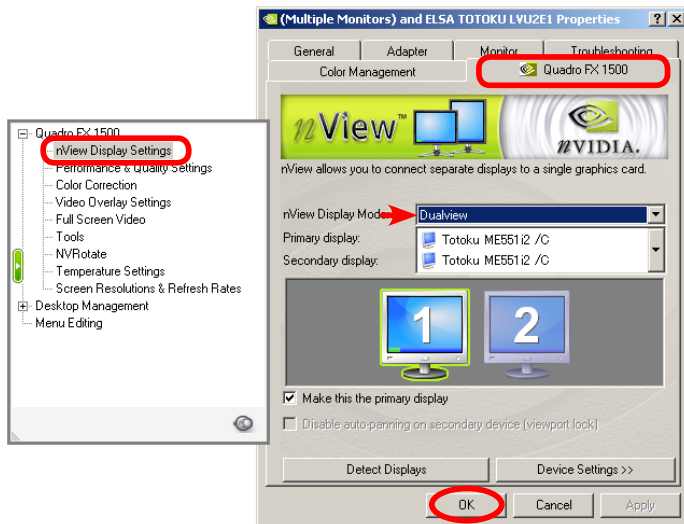 (Multiple Monitors) and ELSA TOTOKU LVU2E1 Properties
General Adapter Monitor Troubleshooting
Color Management Quadro FX 1500
nView™
nVIDIA.
nView allows you to connect separate displays to a single graphics card.
nView Display Mode:
Dualview
Primary display:
Totoku ME551i2 /C
Secondary display:
Totoku ME551i2 /C
1 2
Make this the primary display
Disable auto-panning on secondary device (viewport lock)
Detect Displays Device Settings >>
OK Cancel Apply
Quadro FX 1500
nView Display Settings
Performance & Quality Settings
Color Correction
Video Overlay Settings
Full Screen Video
Tools
NVRotate
Temperature Settings
Screen Resolutions & Refresh Rates
Desktop Management
Menu Editing